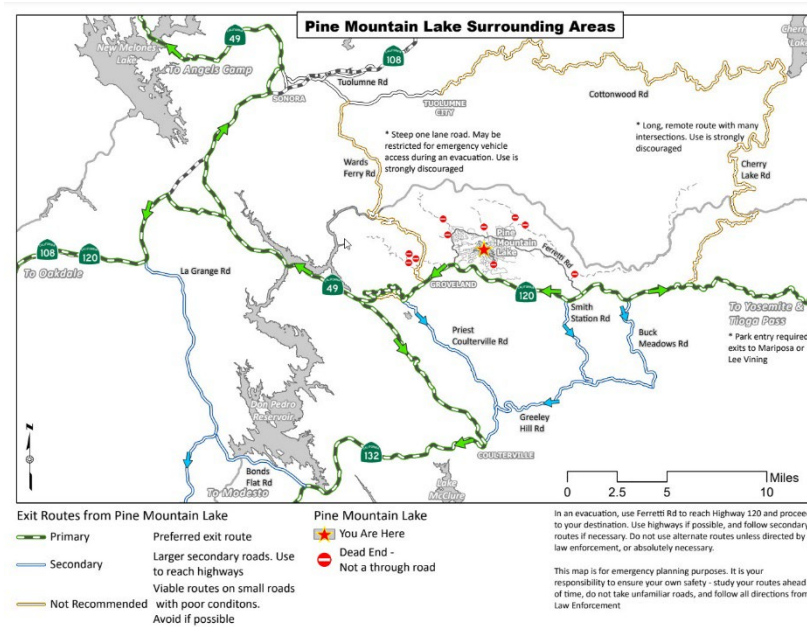 Pine Mountain Lake Surrounding Areas
CALIFORNIA
49
New Melones
Lake
To Angels Camp
CALIFORNIA
108
Cherry
Lake
SONORA
Tuolumne Rd
TUOLUMNE
CITY
Cottonwood Rd
* Steep one lane road. May be
restricted for emergency vehicle
access during an evacuation. Use is
strongly discouraged
* Long, remote route with many
intersections. Use is strongly
discouraged
Wards
Ferry Rd
Cherry
Lake Rd
Pine
Mountain
Lake
Ferretti Rd
CALIFORNIA
108
CALIFORNIA
120
To Oakdale
La Grange Rd
CALIFORNIA
49
GROVELAND
CALIFORNIA
120
Smith
Station Rd
To Yosemite &
Tioga Pass
Buck
Meadows Rd
* Park entry required
exits to Mariposa or
Lee Vining
Priest
Coulterville Rd
Greeley
Hill Rd
Don Pedro
Reservoir
N
CALIFORNIA
132
COULTERVILLE
Bonds
Flat Rd
To Modesto
Lake
McClure
Miles
0 2.5 5 10
Exit Routes from Pine Mountain Lake
Primary Preferred exit route
Secondary Larger secondary roads. Use
to reach highways
Not Recommended Viable routes on small roads
with poor conditons.
Avoid if possible
Pine Mountain Lake
You Are Here
Dead End -
Not a through road
In an evacuation, use Ferretti Rd to reach Highway 120 and proceed
to your destination. Use highways if possible, and follow secondary
routes if necessary. Do not use alternate routes unless directed by
law enforcement, or absolutely necessary.
This map is for emergency planning purposes. It is your
responsibility to ensure your own safety - study your routes ahead
of time, do not take unfamiliar roads, and follow all directions from
Law Enforcement